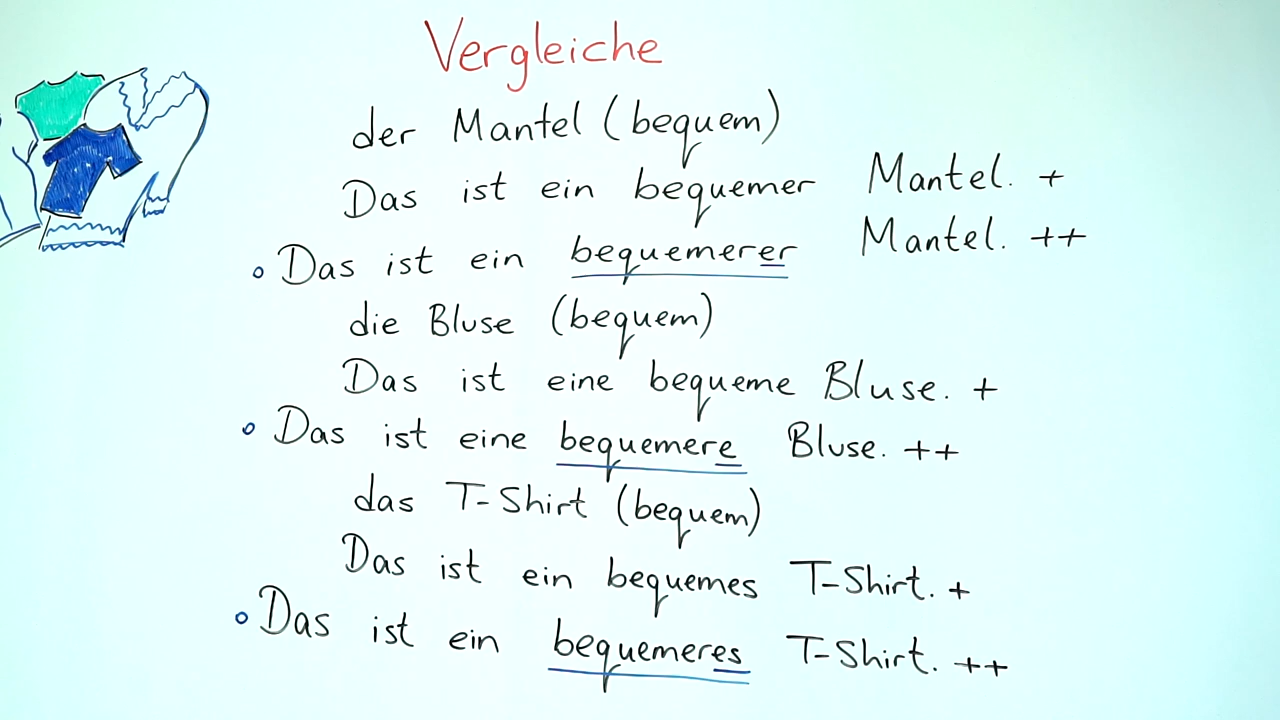 Vergleiche
der Mantel (bequem)
Das ist ein bequemer Mantel. +
Das ist ein bequemerer Mantel. ++
die Bluse (bequem)
Das ist eine bequeme Bluse. +
Das ist eine bequemere Bluse. ++
das T-Shirt (bequem)
Das ist ein bequemes T-Shirt. +
Das ist ein bequemeres T-Shirt. ++